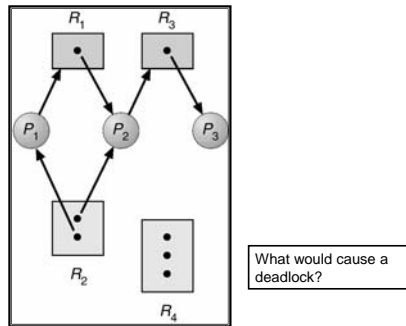 R1 R3
P1 P2 P3
R2
R4
What would cause a
deadlock?